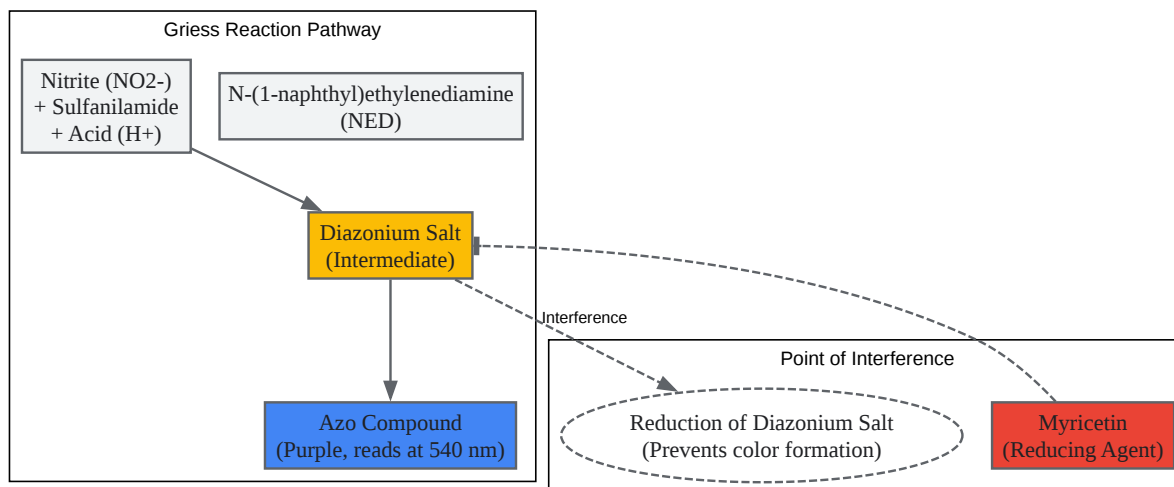 Griess Reaction Pathway
Nitrite (NO2-)
+ Sulfanilamide
+ Acid (H+)
N-(1-naphthyl)ethylenediamine
(NED)
Diazonium Salt
(Intermediate)
Interference
Point of Interference
Azo Compound
(Purple, reads at 540 nm)
Reduction of Diazonium Salt
(Prevents color formation)
Myricetin
(Reducing Agent)